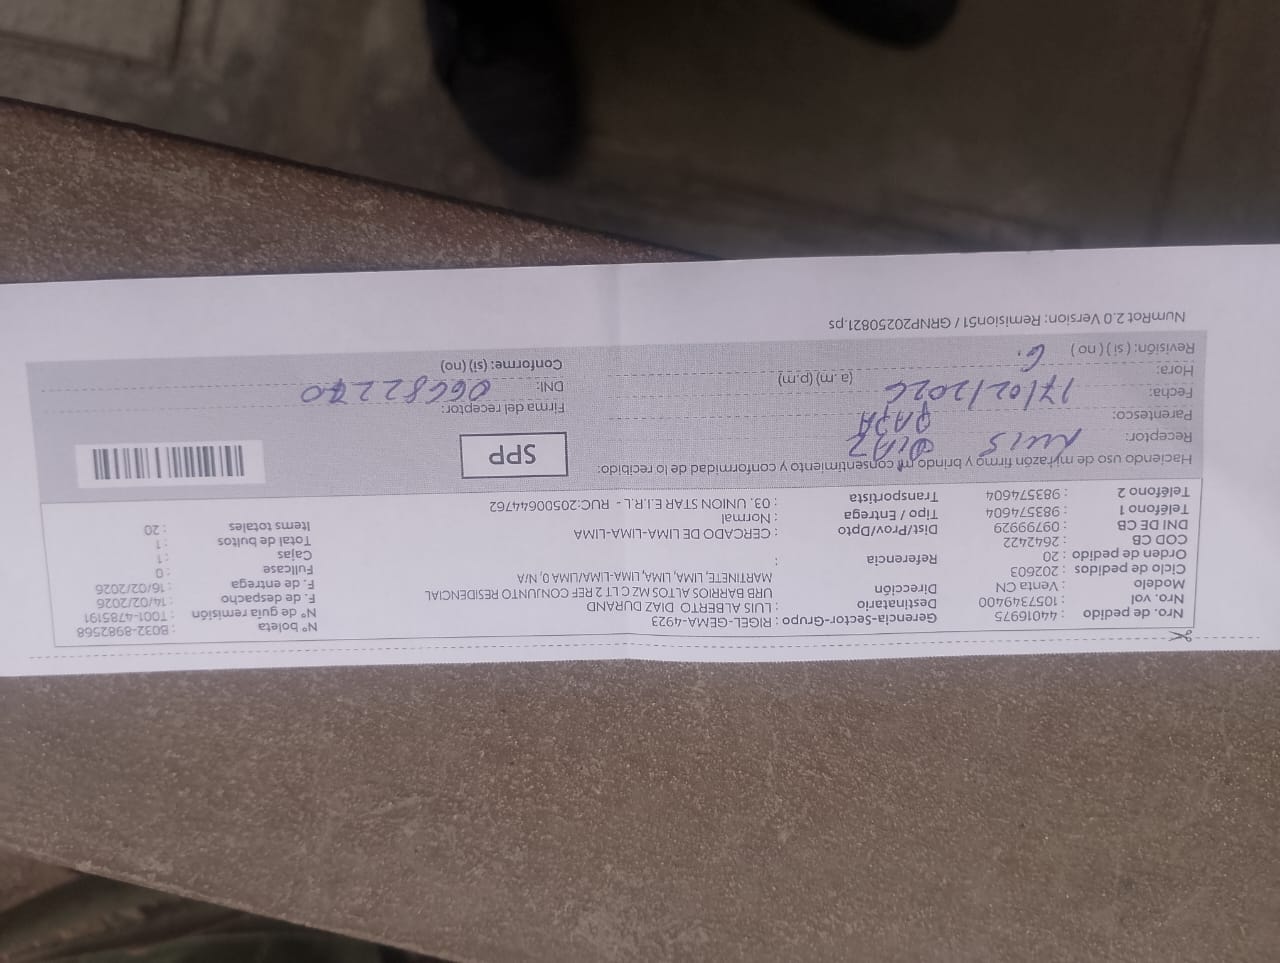 Nro. de pedido : 44016975
Nro. vol : 1057349400
Modelo : Venta CN
Ciclo de pedidos : 202603
Orden de pedido : 20
COD CB : 2642422
DNI DE CB : 09799929
Teléfono 1 : 983574604
Teléfono 2 : 983574604
Gerencia-Sector-Grupo : RIGEL-GEMA-4923
Destinatario : LUIS ALBERTO DIAZ DURAND
Dirección URB BARRIOS ALTOS MZ C LT 2 REF CONJUNTO RESIDENCIAL
MARTINETE, LIMA, LIMA, LIMA-LIMA/LIMA 0, N/A
Referencia :
Dist/Prov/Dpto : CERCADO DE LIMA-LIMA-LIMA
Tipo / Entrega : Normal
Transportista : 03. UNION STAR E.I.R.L - RUC:20500644762
N° boleta : B032-8982568
N° de guía remisión : T001-4785191
F. de despacho : 14/02/2026
F. de entrega : 16/02/2026
Fullcase : 0
Cajas : 1
Total de bultos : 1
Items totales : 20
Haciendo uso de mi razón firmo y brindo mi consentimiento y conformidad de lo recibido:
Receptor: LUIS DIAZ
Parentesco: PAPA
Fecha: 17/02/2026
Hora: (a.m) (p.m)
Revisión: ( si ) ( no )
SPP
Firma del receptor:
DNI: 06682270
Conforme: (si) (no)
NumRot 2.0 Version: Remision51 / GRNP20250821.ps